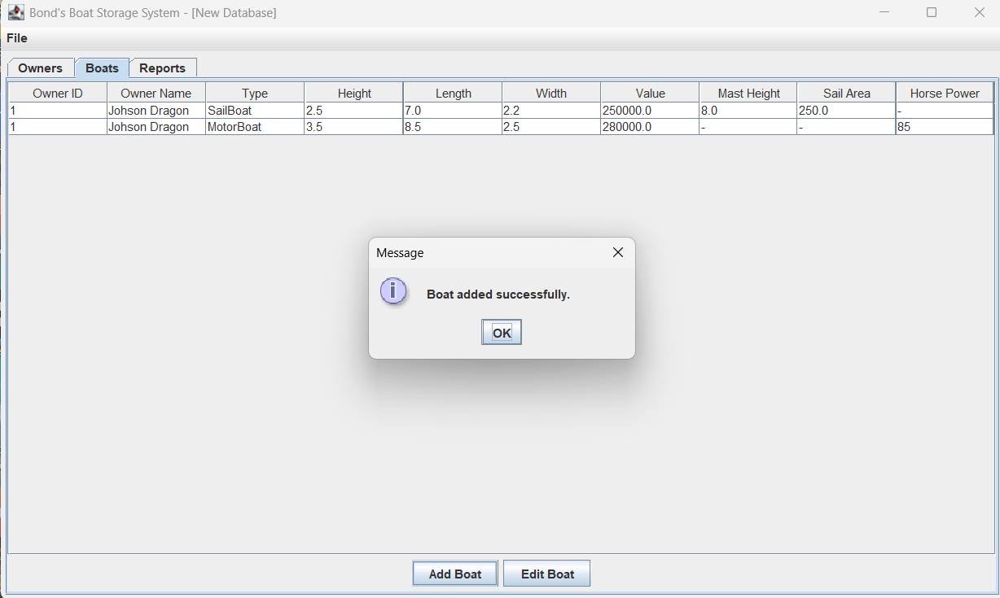 Bond's Boat Storage System - [New Database]
File
Owners Boats Reports
Owner ID Owner Name Type Height Length Width Value Mast Height Sail Area Horse Power
1 Johson Dragon SailBoat 2.5 7.0 2.2 250000.0 8.0 250.0 -
1 Johson Dragon MotorBoat 3.5 8.5 2.5 280000.0 - - 85
Message
i
Boat added successfully.
OK
Add Boat Edit Boat